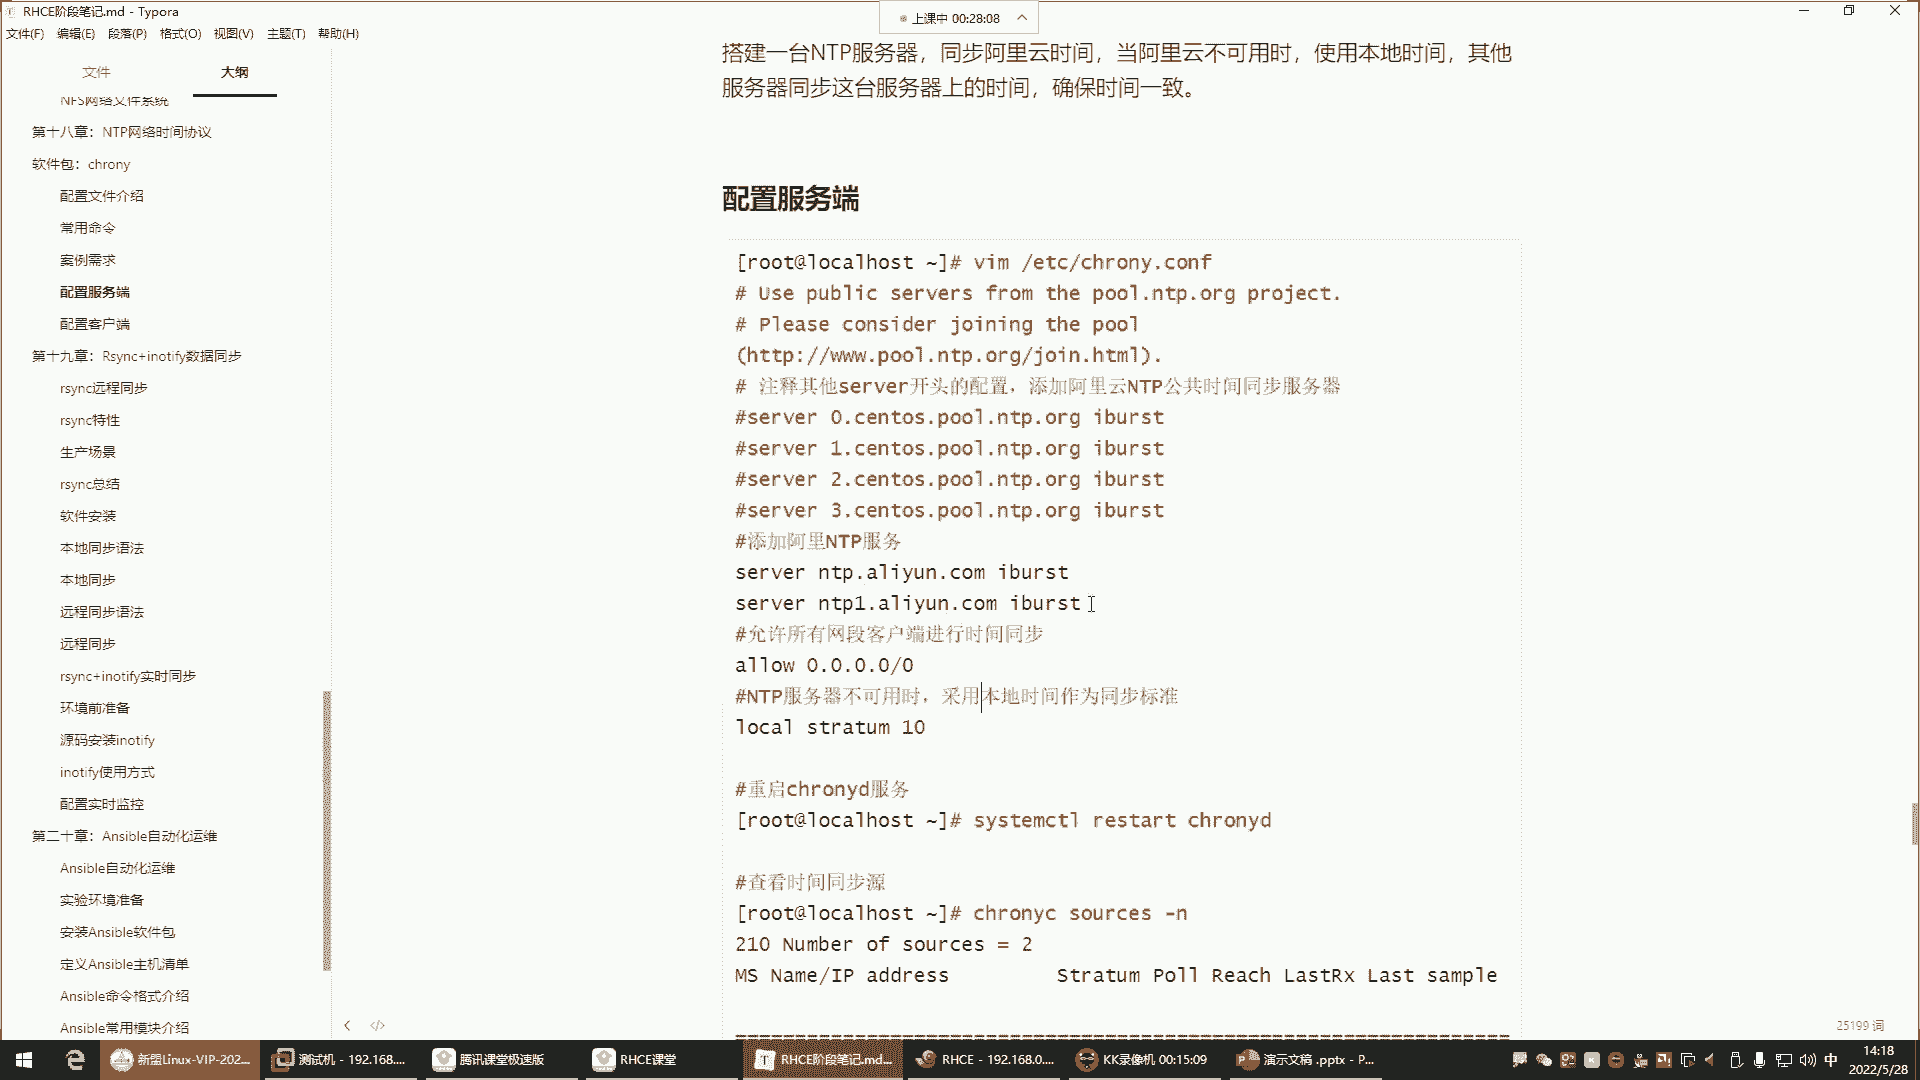 RHCE阶段笔记.md - Typora
上课中 00:28:08
文件(F) 编辑(E) 段落(P) 格式(O) 视图(V) 主题(T) 帮助(H)
文件 大纲
NFS网络文件系统
第十八章：NTP网络时间协议
软件包：chrony
配置文件介绍
常用命令
案例需求
配置服务端
配置客户端
第十九章：Rsync+inotify数据同步
rsync远程同步
rsync特性
生产场景
rsync总结
软件安装
本地同步语法
本地同步
远程同步语法
远程同步
rsync+inotify实时同步
环境前准备
源码安装inotify
inotify使用方式
配置实时监控
第二十章：Ansible自动化运维
Ansible自动化运维
实验环境准备
安装Ansible软件包
定义Ansible主机清单
Ansible命令格式介绍
Ansible常用模块介绍
搭建一台NTP服务器，同步阿里云时间，当阿里云不可用时，使用本地时间，其他
服务器同步这台服务器上的时间，确保时间一致。
配置服务端
[root@localhost ~]# vim /etc/chrony.conf
# Use public servers from the pool.ntp.org project.
# Please consider joining the pool
(http://www.pool.ntp.org/join.html).
# 注释其他server开头的配置，添加阿里云NTP公共时间同步服务器
#server 0.centos.pool.ntp.org iburst
#server 1.centos.pool.ntp.org iburst
#server 2.centos.pool.ntp.org iburst
#server 3.centos.pool.ntp.org iburst
#添加阿里NTP服务
server ntp.aliyun.com iburst
server ntp1.aliyun.com iburst
#允许所有网段客户端进行时间同步
allow 0.0.0.0/0
#NTP服务器不可用时，采用本地时间作为同步标准
local stratum 10
#重启chronyd服务
[root@localhost ~]# systemctl restart chronyd
#查看时间同步源
[root@localhost ~]# chronyc sources -n
210 Number of sources = 2
MS Name/IP address Stratum Poll Reach LastRx Last sample
===============================================================
25199 词
新盟Linux-VIP-202... 测试机 - 192.168.... 腾讯课堂极速版 RHCE课堂 RHCE阶段笔记.md... RHCE - 192.168.0.... KK录像机 00:15:09 演示文稿 .pptx - P... 中 14:18
2022/5/28